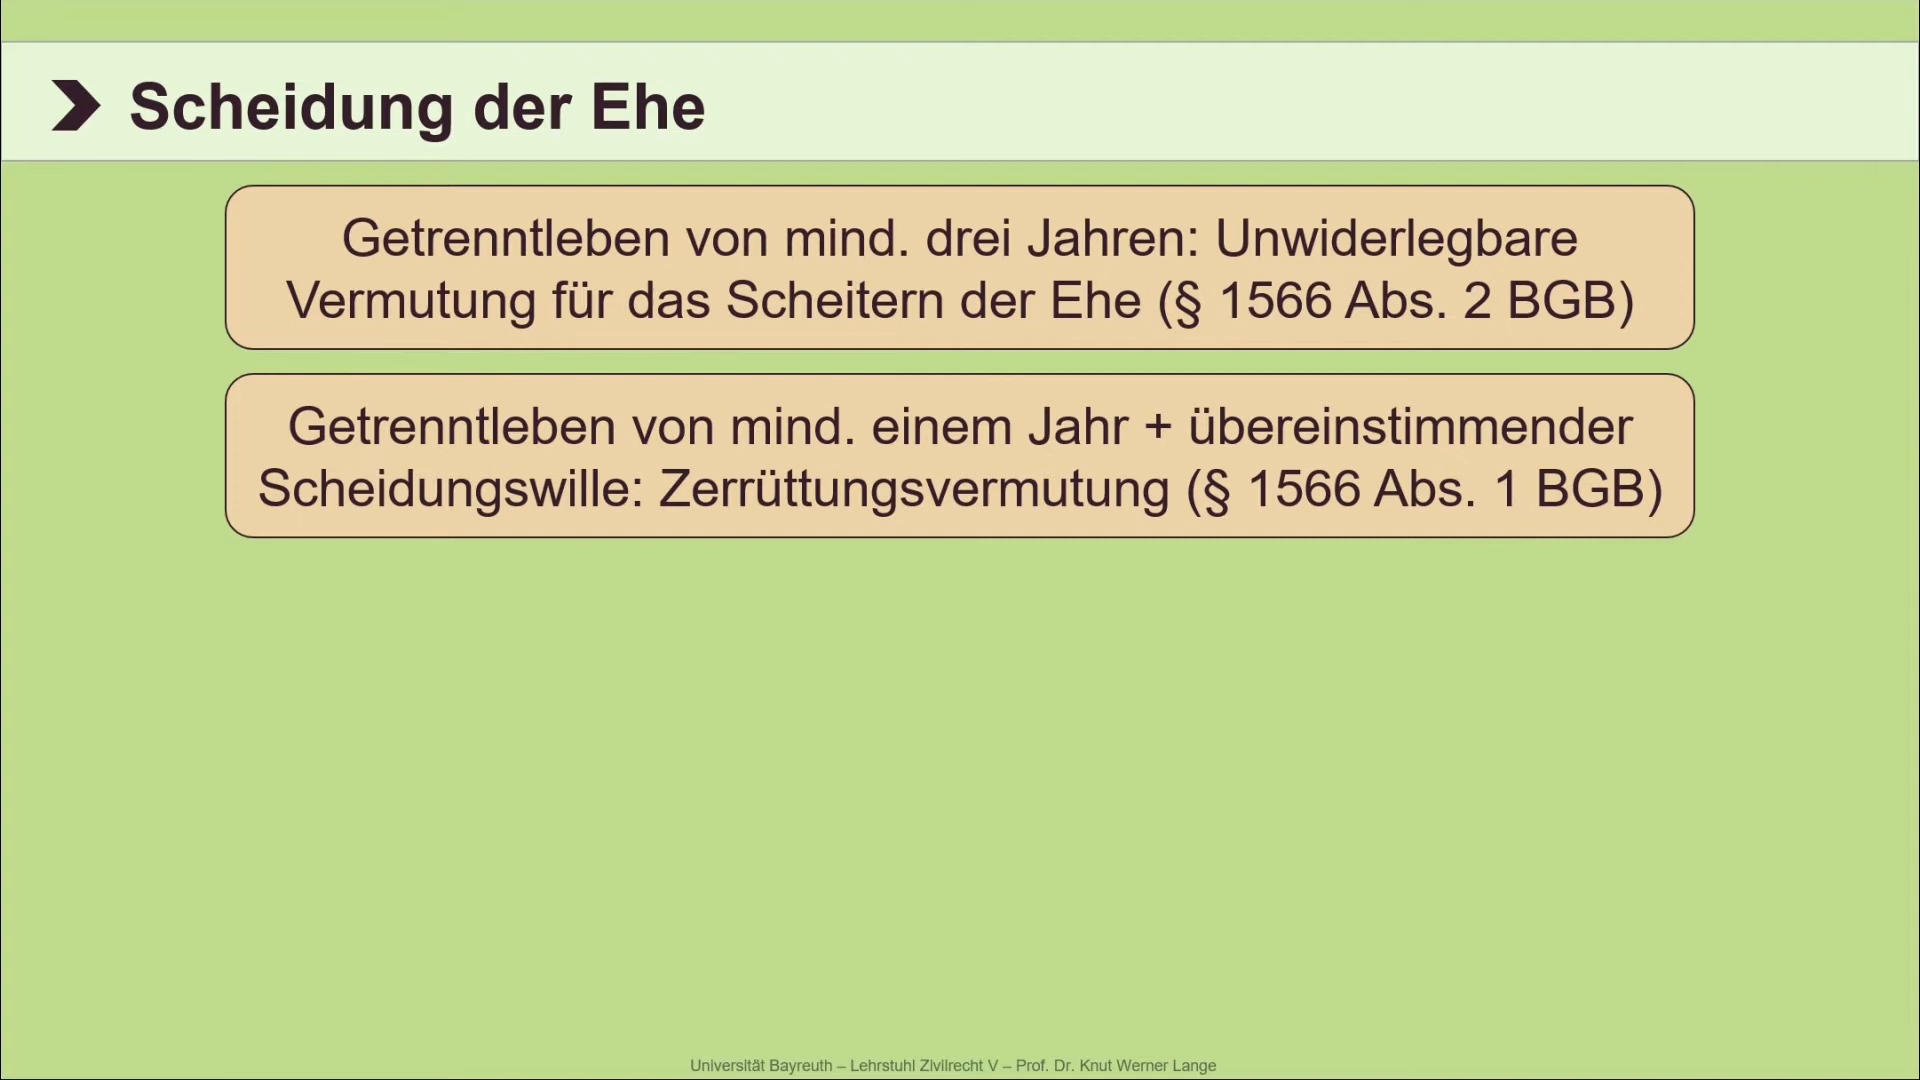 Scheidung der Ehe
Getrenntleben von mind. drei Jahren: Unwiderlegbare
Vermutung für das Scheitern der Ehe (§ 1566 Abs. 2 BGB)
Getrenntleben von mind. einem Jahr + übereinstimmender
Scheidungswille: Zerrüttungsvermutung (§ 1566 Abs. 1 BGB)
Universität Bayreuth – Lehrstuhl Zivilrecht V – Prof. Dr. Knut Werner Lange